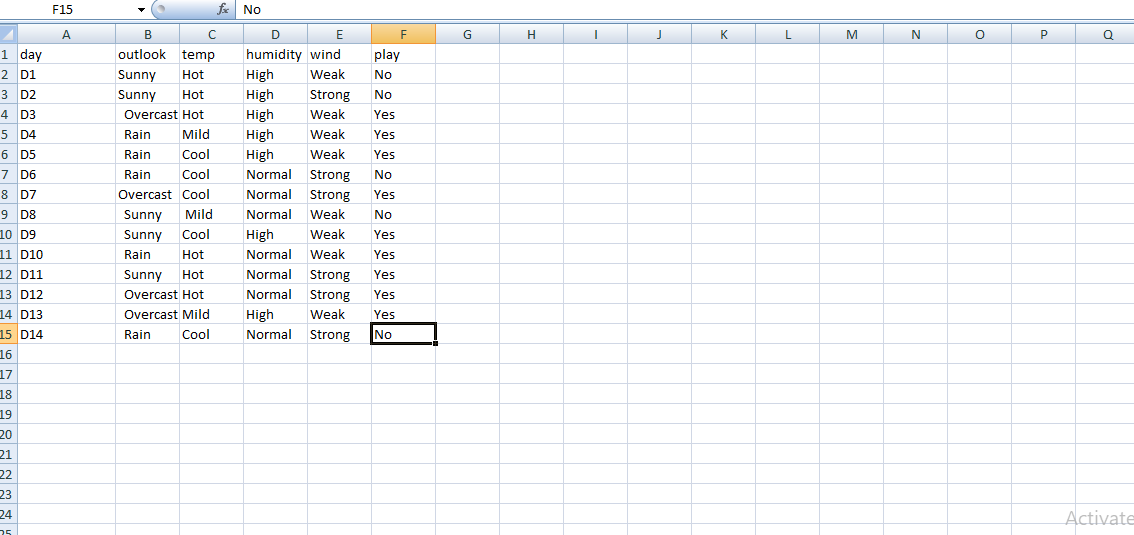 F15 fx No
A B C D E F G H I J K L M N O P Q
1 day outlook temp humidity wind play
2 D1 Sunny Hot High Weak No
3 D2 Sunny Hot High Strong No
4 D3 Overcast Hot High Weak Yes
5 D4 Rain Mild High Weak Yes
6 D5 Rain Cool High Weak Yes
7 D6 Rain Cool Normal Strong No
8 D7 Overcast Cool Normal Strong Yes
9 D8 Sunny Mild Normal Weak No
10 D9 Sunny Cool High Weak Yes
11 D10 Rain Hot Normal Weak Yes
12 D11 Sunny Hot Normal Strong Yes
13 D12 Overcast Hot Normal Strong Yes
14 D13 Overcast Mild High Weak Yes
15 D14 Rain Cool Normal Strong No
16
17
18
19
20
21
22
23
24
Activate
25